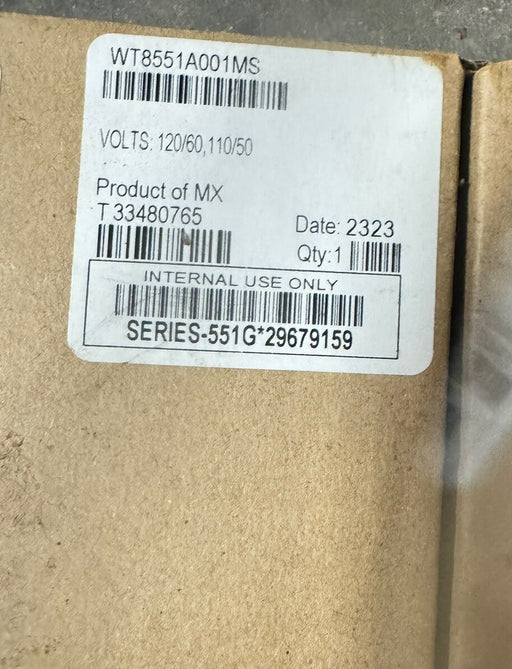 WT8551A001MS
VOLTS: 120/60,110/50
Product of MX
T 33480765
Date: 2323
Qty:1
INTERNAL USE ONLY
SERIES-551G*29679159